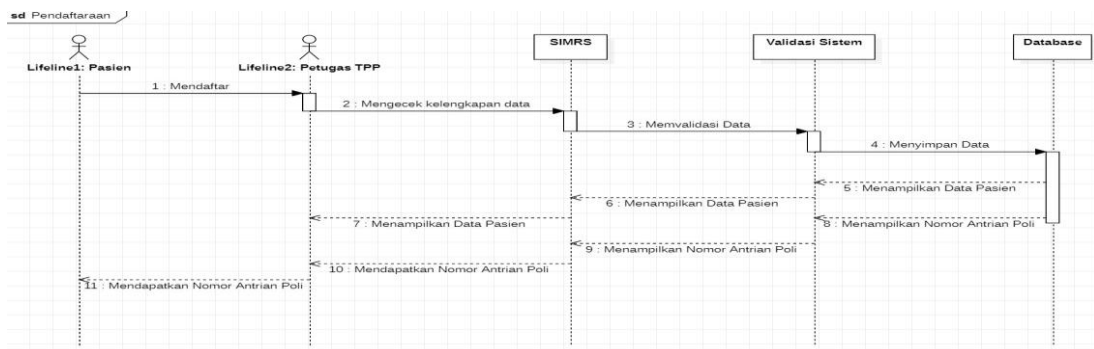 sd Pendaftaraan
Lifeline1: Pasien
Lifeline2: Petugas TPP
SIMRS
Validasi Sistem
Database
1 : Mendaftar
2 : Mengecek kelengkapan data
3 : Memvalidasi Data
4 : Menyimpan Data
5 : Menampilkan Data Pasien
6 : Menampilkan Data Pasien
7 : Menampilkan Data Pasien
8 : Menampilkan Nomor Antrian Poli
9 : Menampilkan Nomor Antrian Poli
10 : Mendapatkan Nomor Antrian Poli
11 : Mendapatkan Nomor Antrian Poli